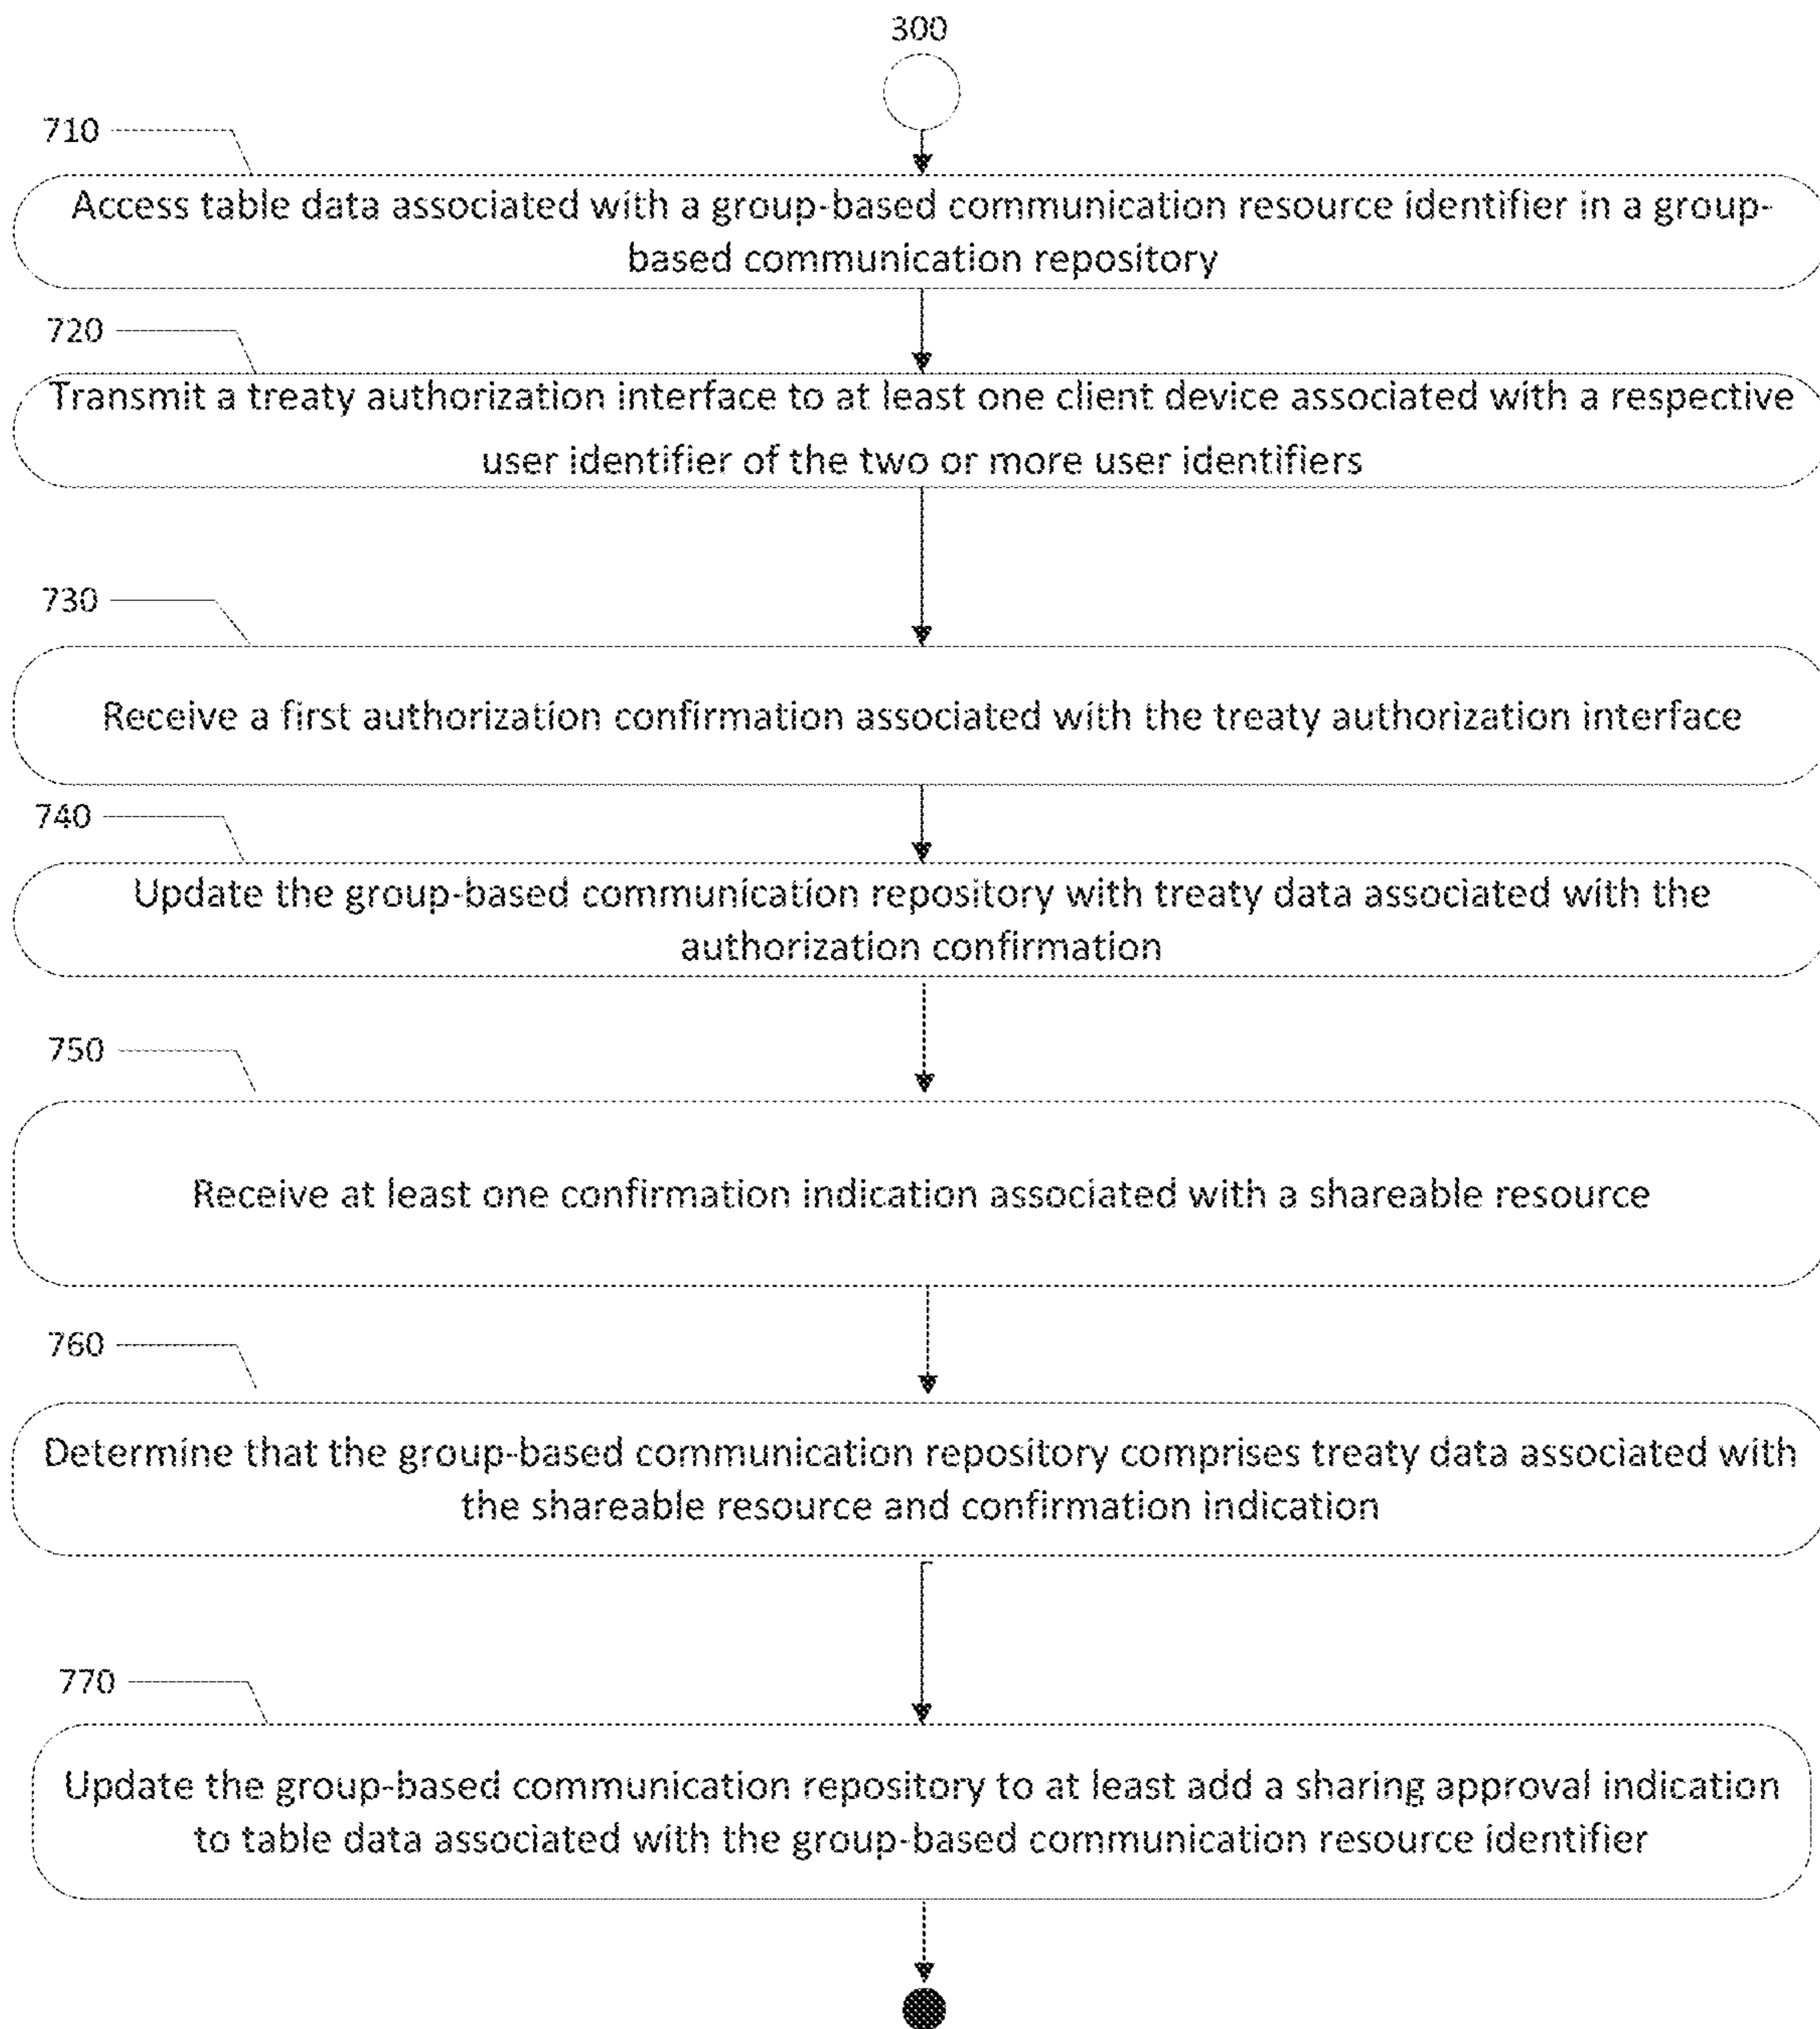 300
710
Access table data associated with a group-based communication resource identifier in a group-
based communication repository
720
Transmit a treaty authorization interface to at least one client device associated with a respective
user identifier of the two or more user identifiers
730
Receive a first authorization confirmation associated with the treaty authorization interface
740
Update the group-based communication repository with treaty data associated with the
authorization confirmation
750
Receive at least one confirmation indication associated with a shareable resource
760
Determine that the group-based communication repository comprises treaty data associated with
the shareable resource and confirmation indication
770
Update the group-based communication repository to at least add a sharing approval indication
to table data associated with the group-based communication resource identifier